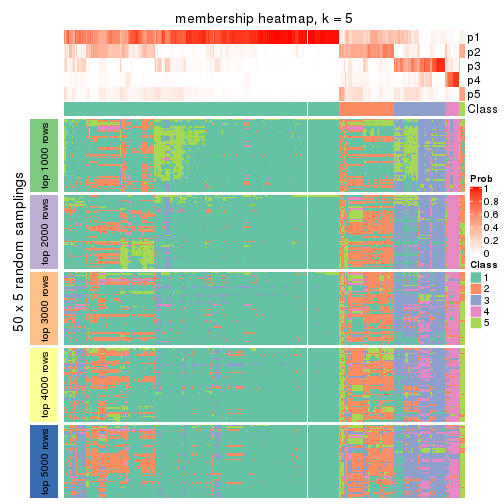 membership heatmap, k = 5
p1
p2
p3
p4
p5
Class
50 x 5 random samplings
top 1000 rows
top 2000 rows
top 3000 rows
top 4000 rows
top 5000 rows
Prob
1
0.8
0.6
0.4
0.2
0
Class
1
2
3
4
5